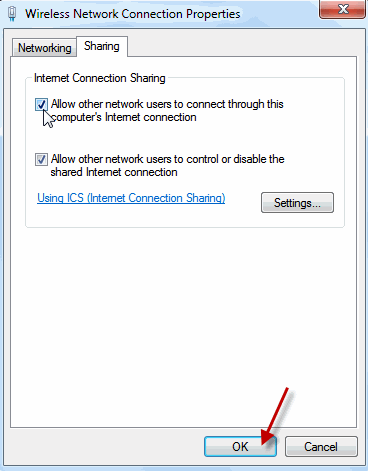 Wireless Network Connection Properties
X
Networking
Sharing
Internet Connection Sharing
Allow other network users to connect through this
computer's Internet connection
Allow other network users to control or disable the
shared Internet connection
Using ICS (Internet Connection Sharing)
Settings...
OK
Cancel